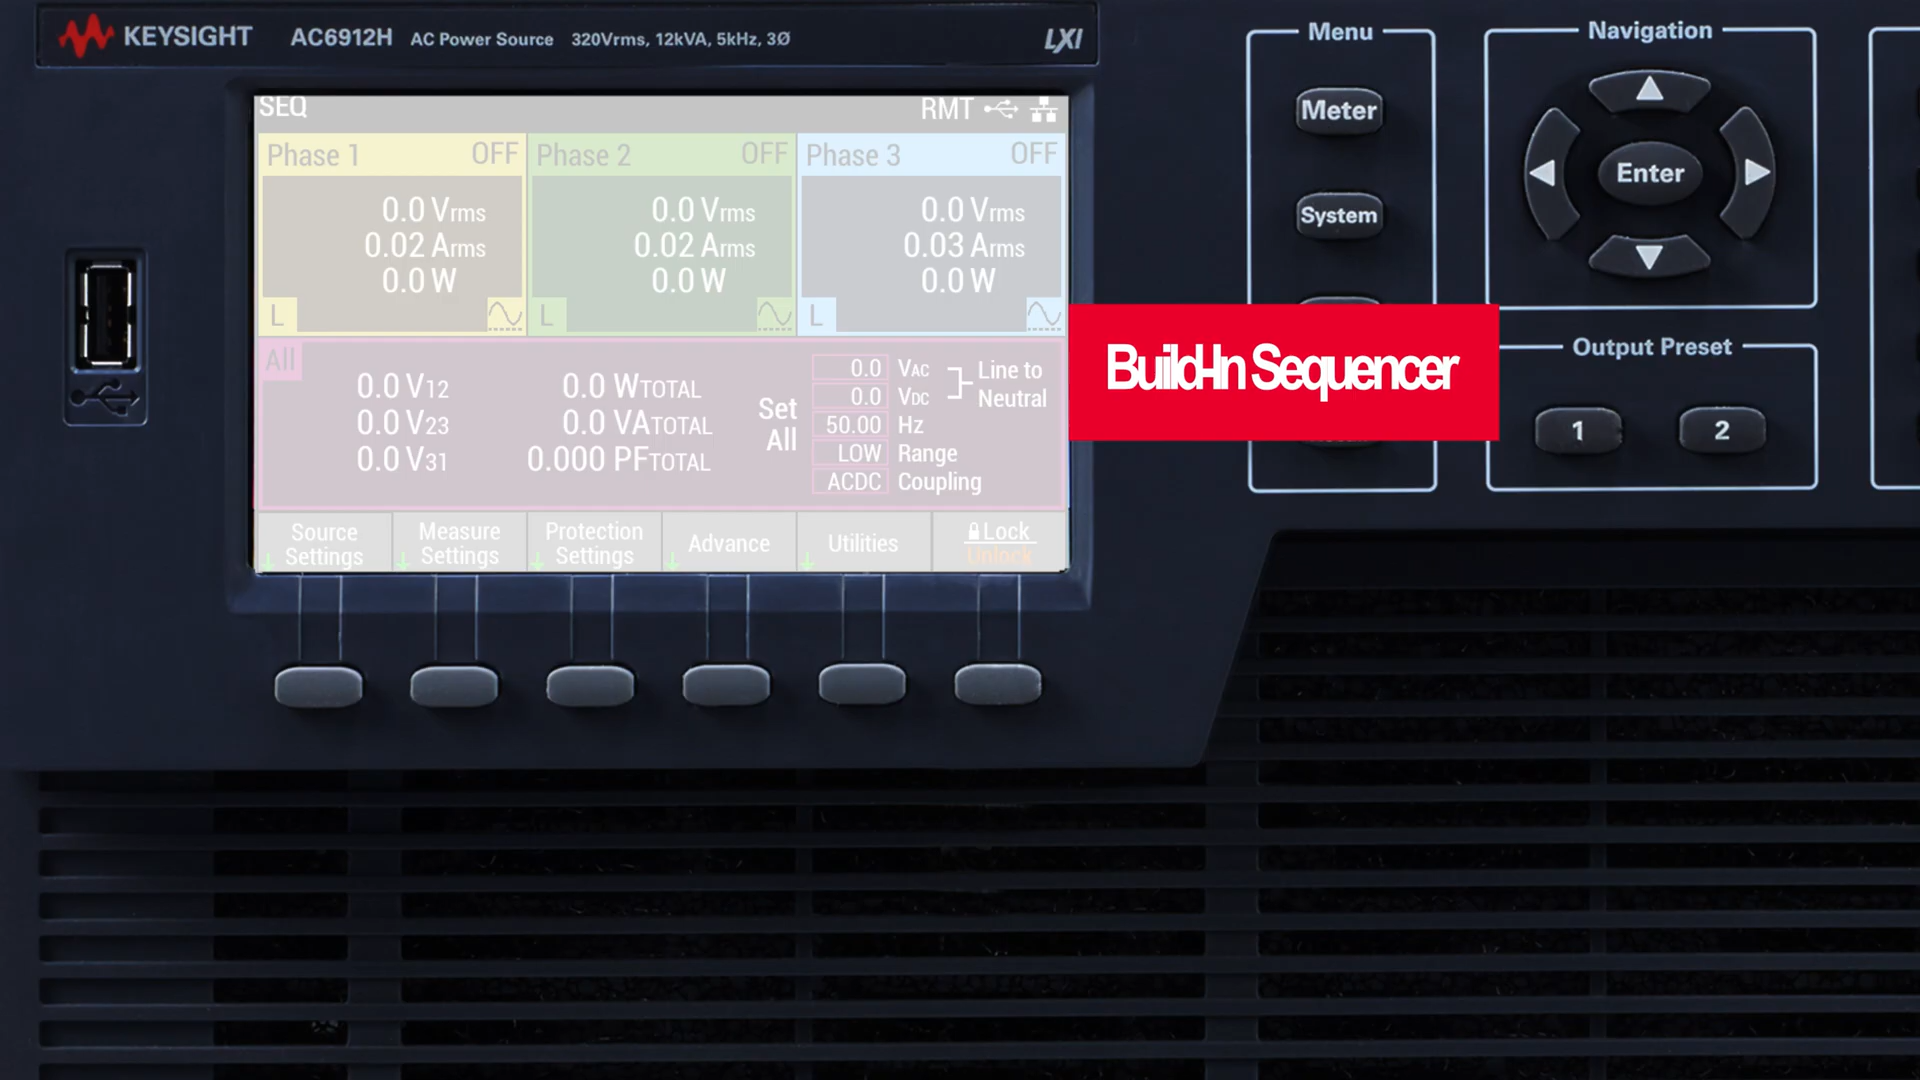 KEYSIGHT AC6912H AC Power Source 320Vrms, 12kVA, 5kHz, 3Ø LXI
SEQ RMT
Phase 1 OFF Phase 2 OFF Phase 3 OFF
0.0 Vrms 0.0 Vrms 0.0 Vrms
0.02 Arms 0.02 Arms 0.03 Arms
0.0 W 0.0 W 0.0 W
L L L
All
0.0 V12 0.0 WTOTAL
0.0 V23 0.0 VATOTAL
0.0 V31 0.000 PFTOTAL
Set
All
0.0 VAC
0.0 VDC
Line to
Neutral
50.00 Hz
LOW Range
ACDC Coupling
Source
Settings
Measure
Settings
Protection
Settings
Advance
Utilities
Lock
Unlock
Menu
Meter
System
Navigation
Enter
Build-In Sequencer
Output Preset
1 2